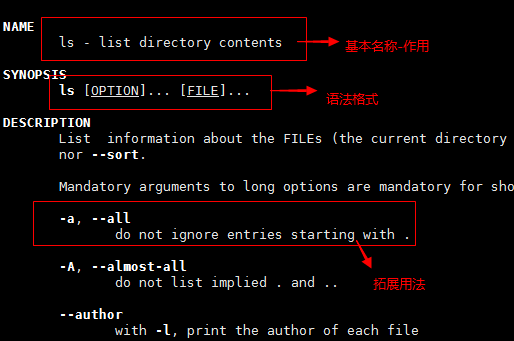 NAME
ls - list directory contents
基本名称-作用
SYNOPSIS
ls [OPTION]... [FILE]...
语法格式
DESCRIPTION
List information about the FILEs (the current directory
nor --sort.
Mandatory arguments to long options are mandatory for sho
-a, --all
do not ignore entries starting with .
-A, --almost-all
do not list implied . and ..
拓展用法
--author
with -l, print the author of each file